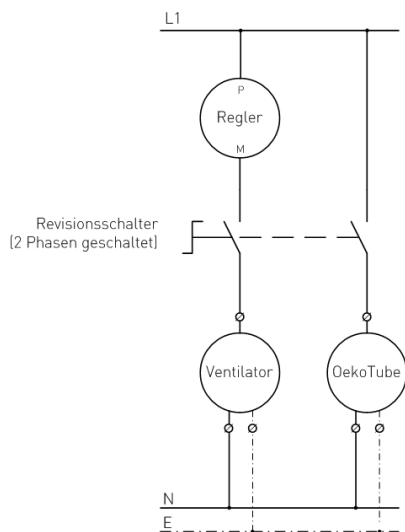 L1
P
Regler
M
Revisionsschalter
(2 Phasen geschaltet)
Ventilator
OekoTube
N
E